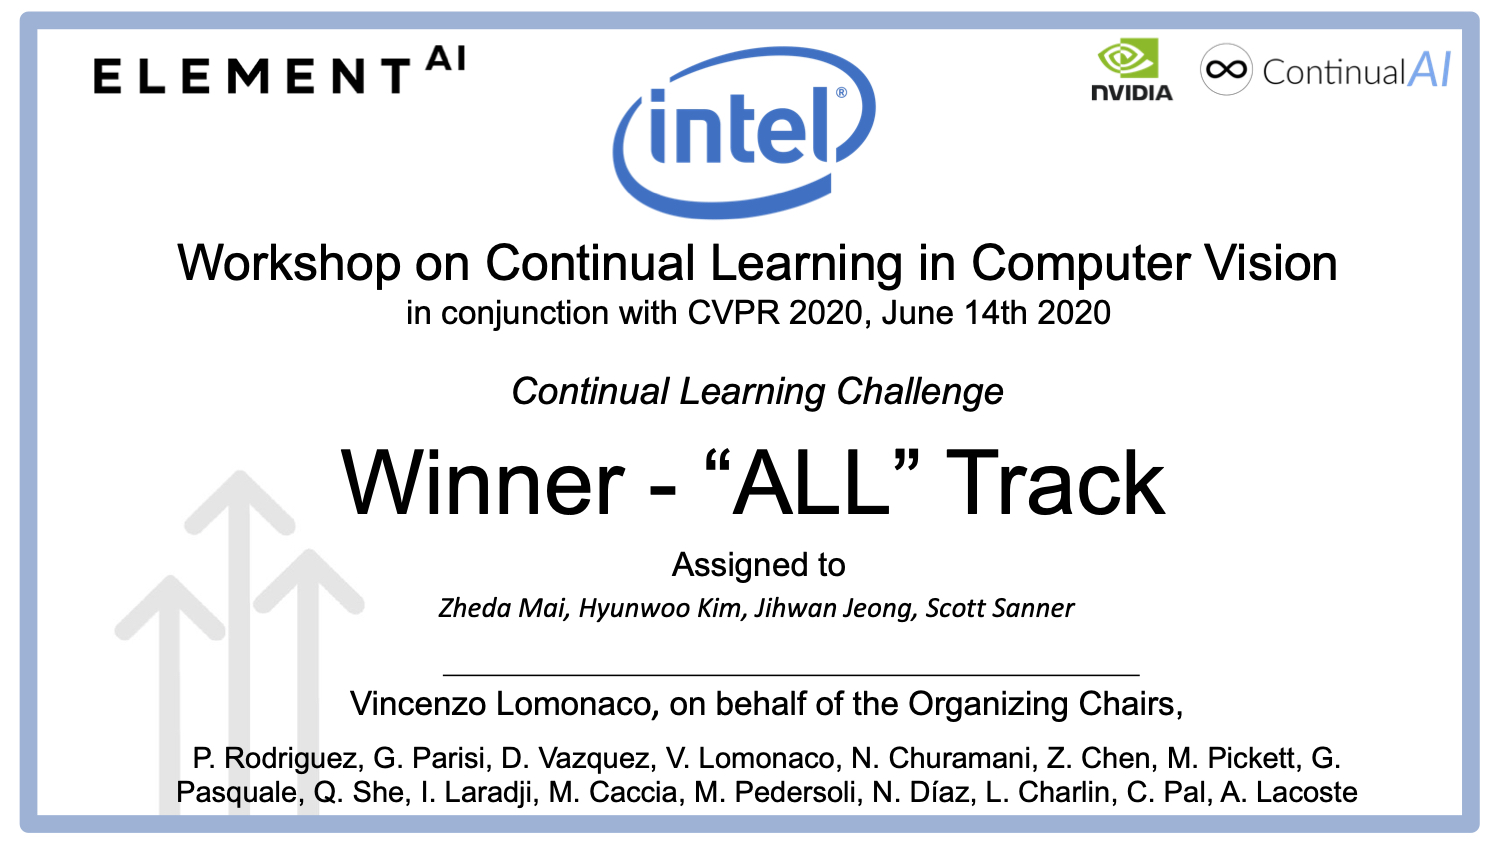 ELEMENT AI
intel®
NVIDIA
ContinualAI
Workshop on Continual Learning in Computer Vision
in conjunction with CVPR 2020, June 14th 2020
Continual Learning Challenge
Winner - “ALL” Track
Assigned to
Zheda Mai, Hyunwoo Kim, Jihwan Jeong, Scott Sanner
Vincenzo Lomonaco, on behalf of the Organizing Chairs,
P. Rodriguez, G. Parisi, D. Vazquez, V. Lomonaco, N. Churamani, Z. Chen, M. Pickett, G.
Pasquale, Q. She, I. Laradji, M. Caccia, M. Pedersoli, N. Díaz, L. Charlin, C. Pal, A. Lacoste